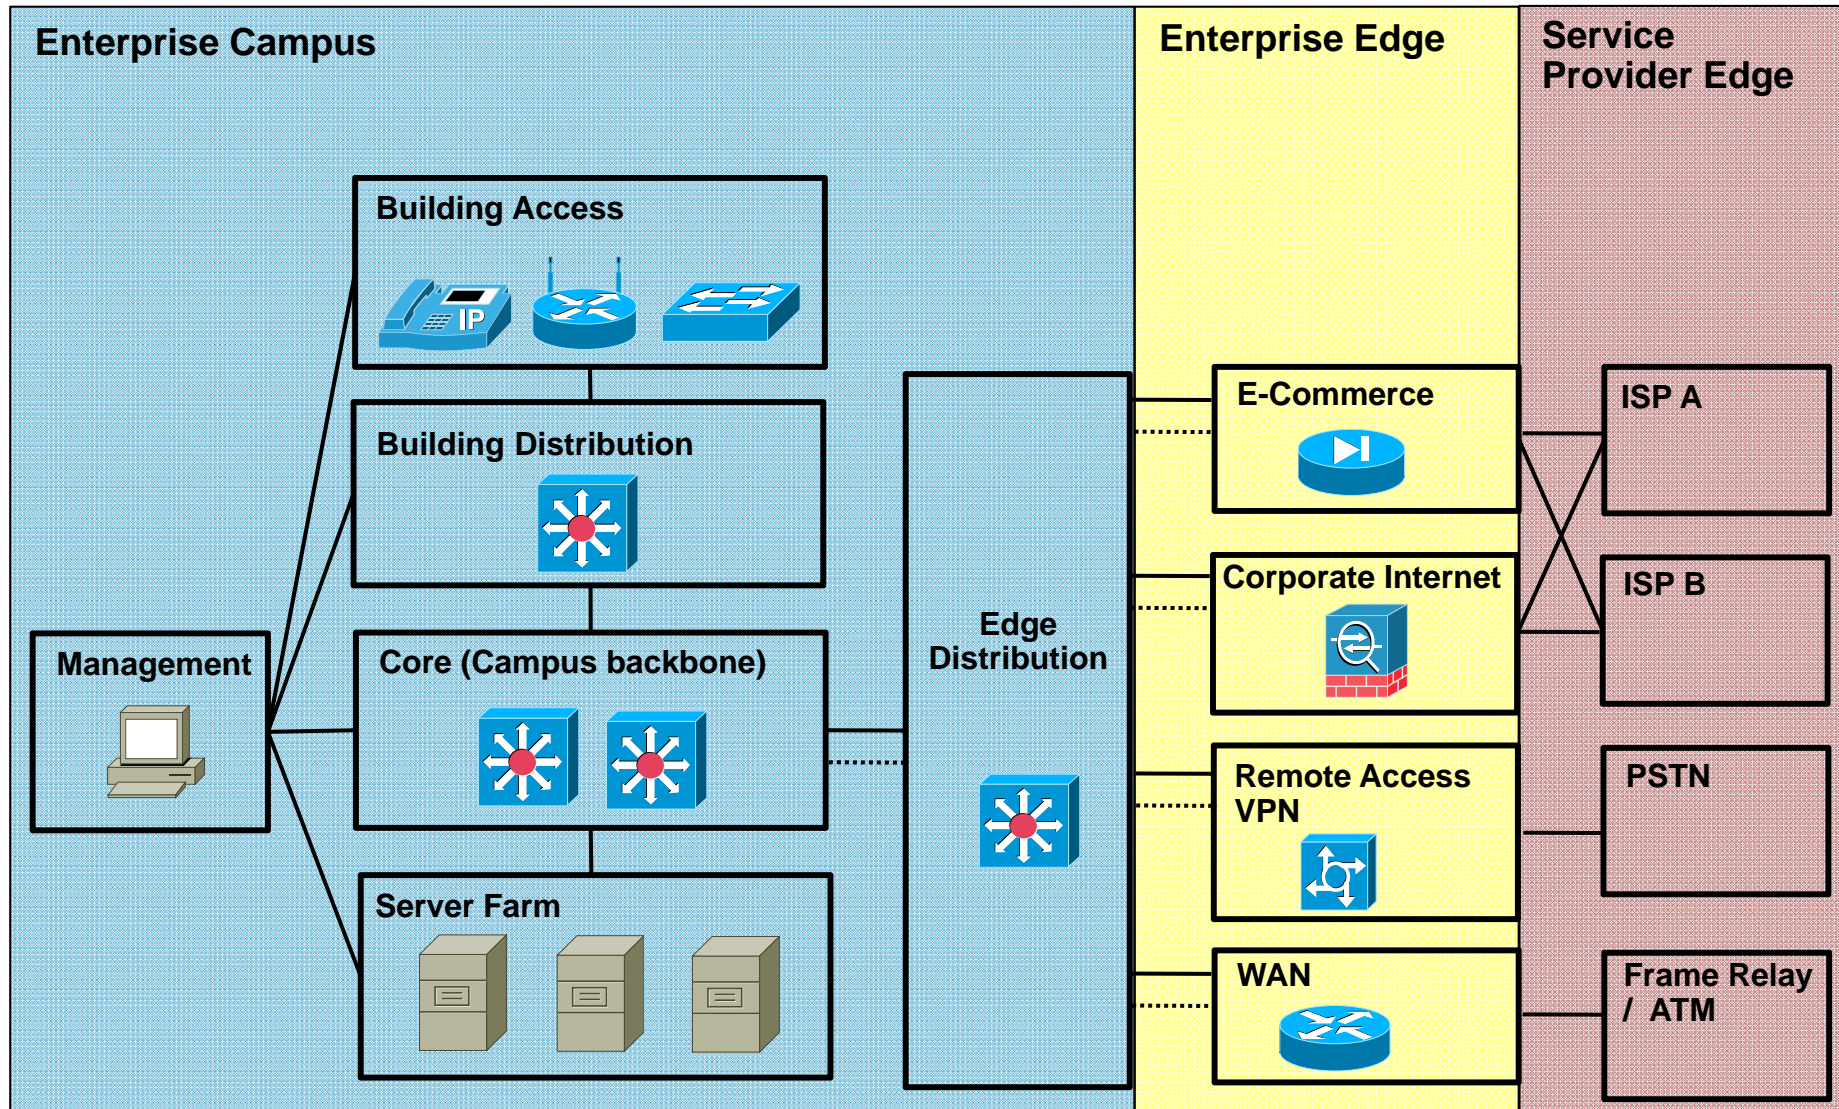 Enterprise Campus
Enterprise Edge
Service
Provider Edge
Building Access
IP
Building Distribution
Management
Core (Campus backbone)
Server Farm
Edge
Distribution
E-Commerce
Corporate Internet
Remote Access
VPN
WAN
ISP A
ISP B
PSTN
Frame Relay
/ ATM